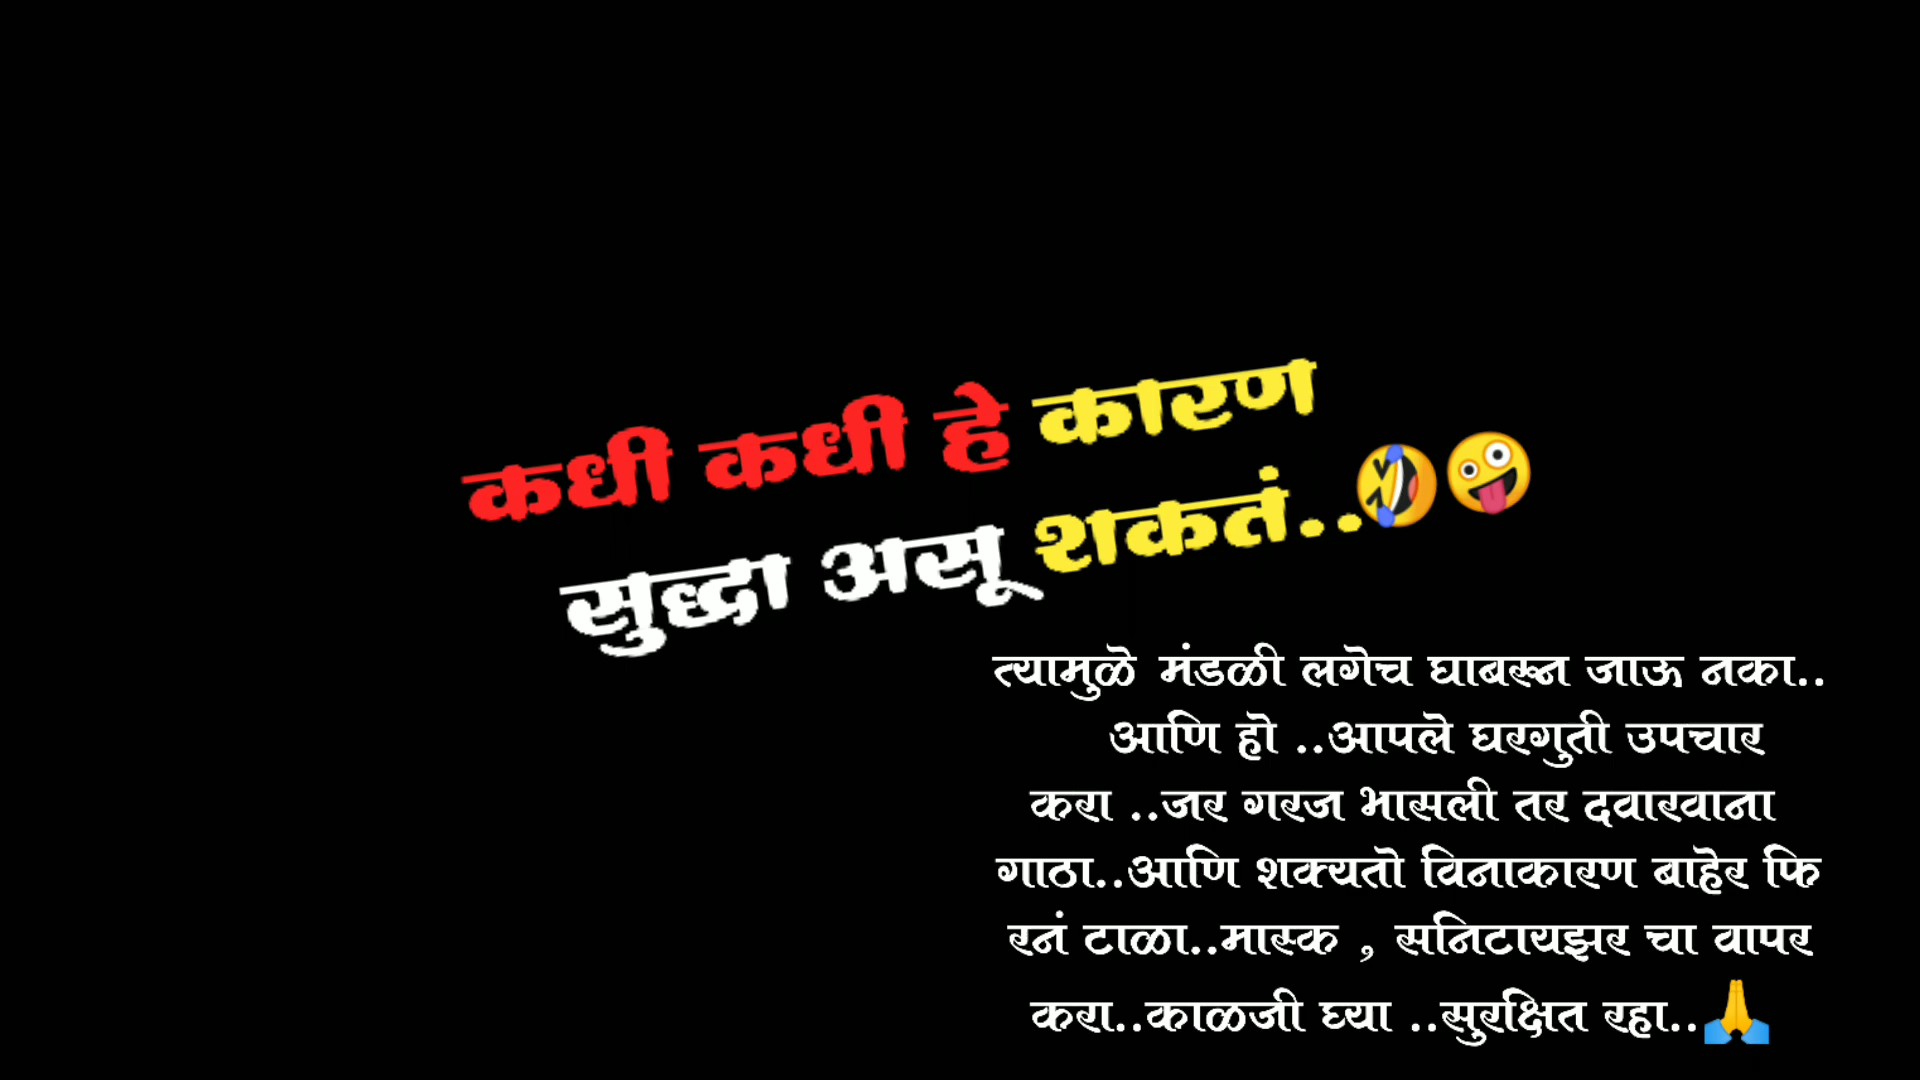 कधी कधी हे कारण
सुद्धा असू शकतं..🤣🤪
त्यामुळे मंडळी लगेच घाबरून जाऊ नका..
आणि हो ..आपले घरगुती उपचार
करा ..जर गरज भासली तर दवाखाना
गाठा..आणि शक्यतो विनाकारण बाहेर फि
रनं टाळा..मास्क , सनिटायझर चा वापर
करा..काळजी घ्या ..सुरक्षित रहा..🙏